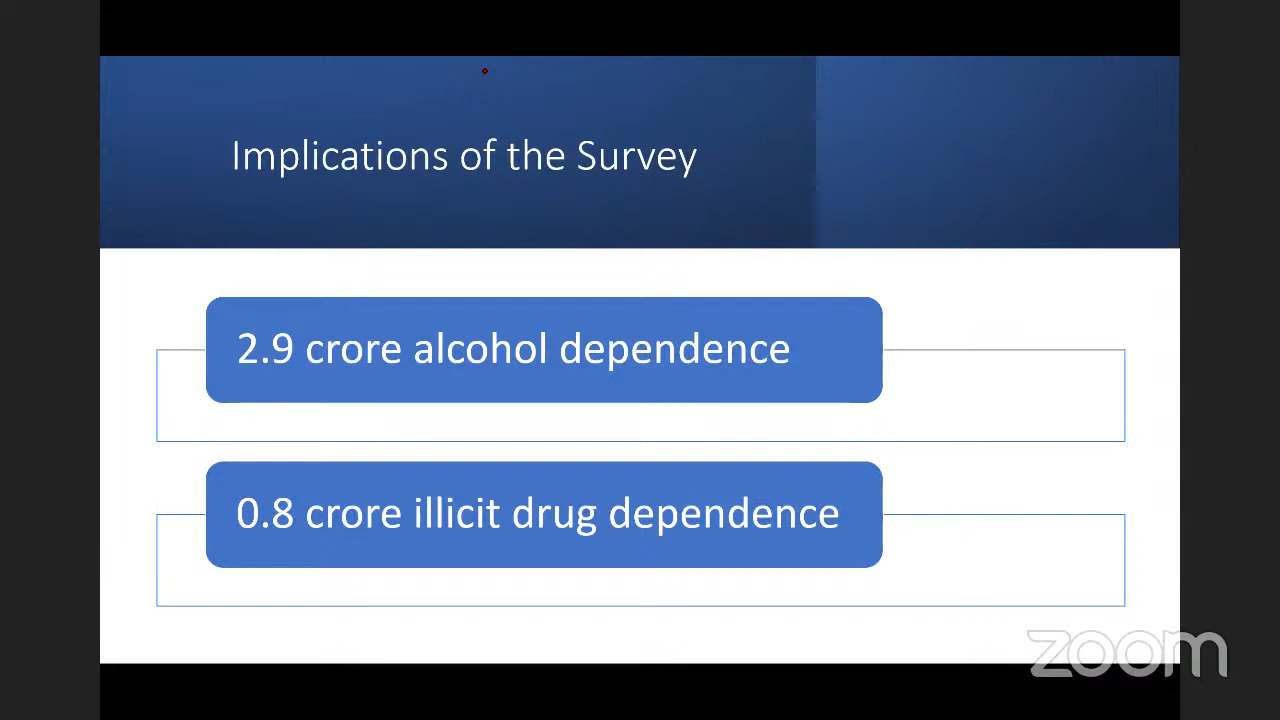 Implications of the Survey
2.9 crore alcohol dependence
0.8 crore illicit drug dependence
zoom